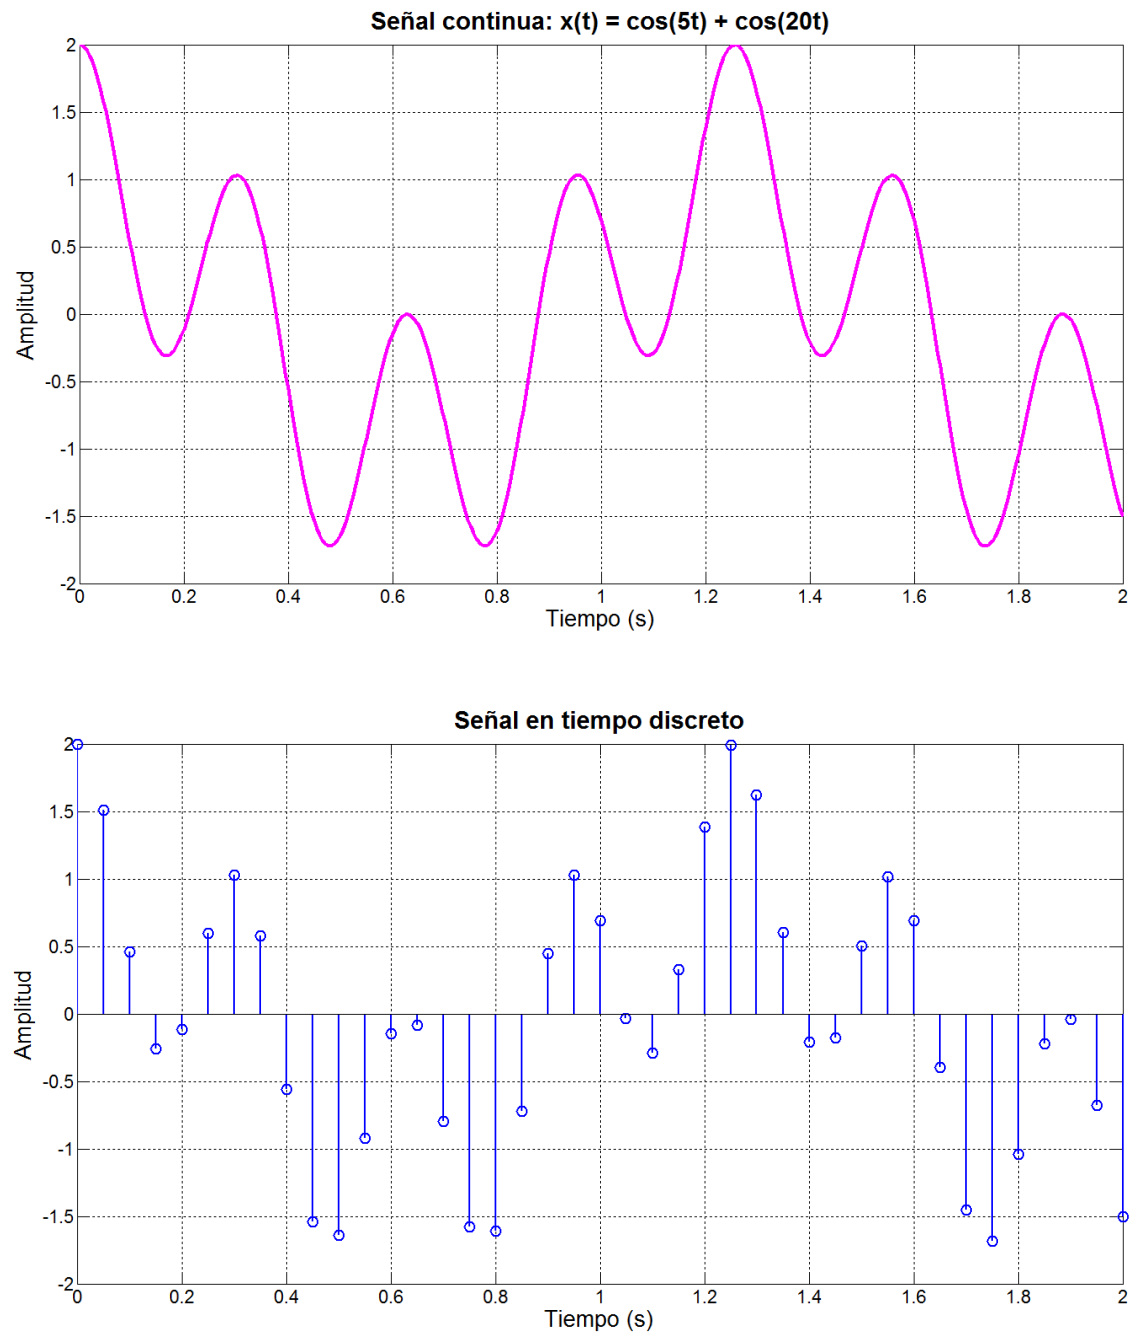 Señal continua: x(t) = cos(5t) + cos(20t)
2
1.5
1
0.5
0
-0.5
-1
-1.5
-2
Amplitud
0 0.2 0.4 0.6 0.8 1 1.2 1.4 1.6 1.8 2
Tiempo (s)
Señal en tiempo discreto
2
1.5
1
0.5
0
-0.5
-1
-1.5
-2
Amplitud
0 0.2 0.4 0.6 0.8 1 1.2 1.4 1.6 1.8 2
Tiempo (s)